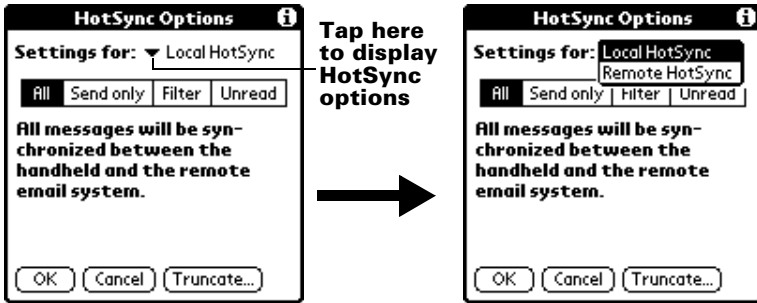 HotSync Options i
Settings for: Local HotSync
All Send only Filter Unread
All messages will be syn-
chronized between the
handheld and the remote
email system.
OK Cancel Truncate...
Tap here
to display
HotSync
options
HotSync Options i
Settings for: Local HotSync
Remote HotSync
All Send only Filter Unread
All messages will be syn-
chronized between the
handheld and the remote
email system.
OK Cancel Truncate...